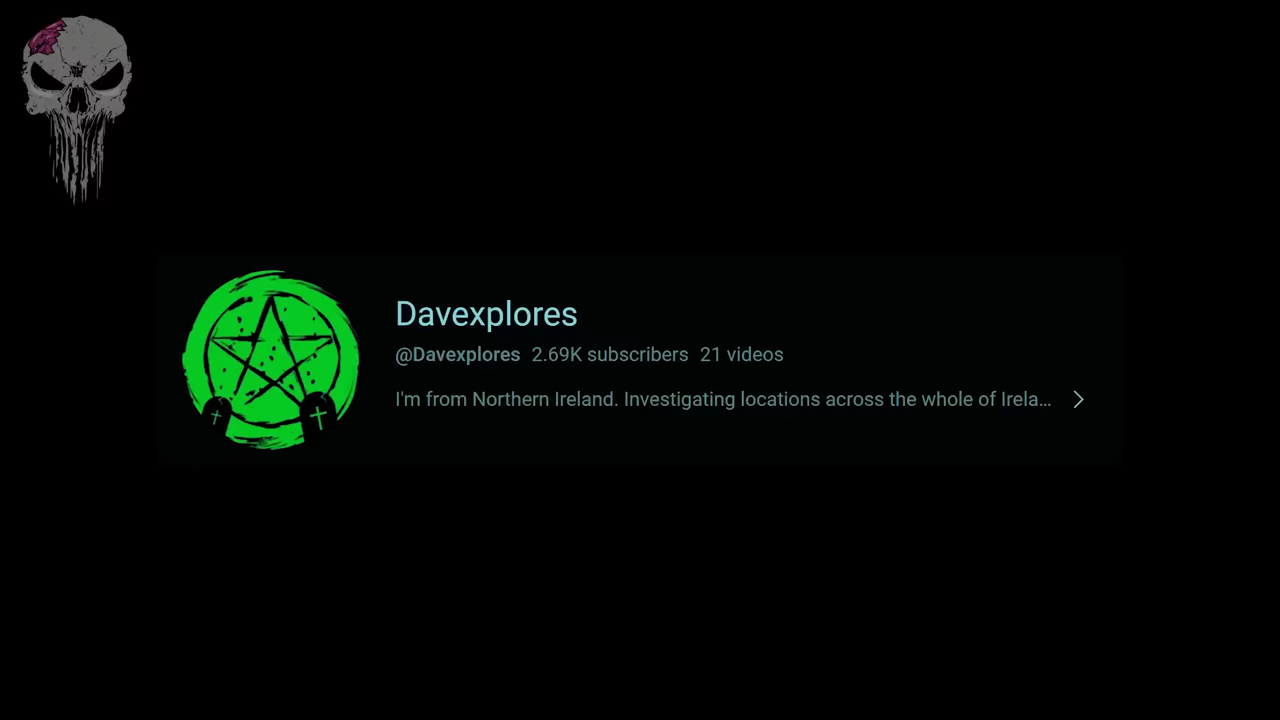 Davexplores
@Davexplores 2.69K subscribers 21 videos
I'm from Northern Ireland. Investigating locations across the whole of Irela...